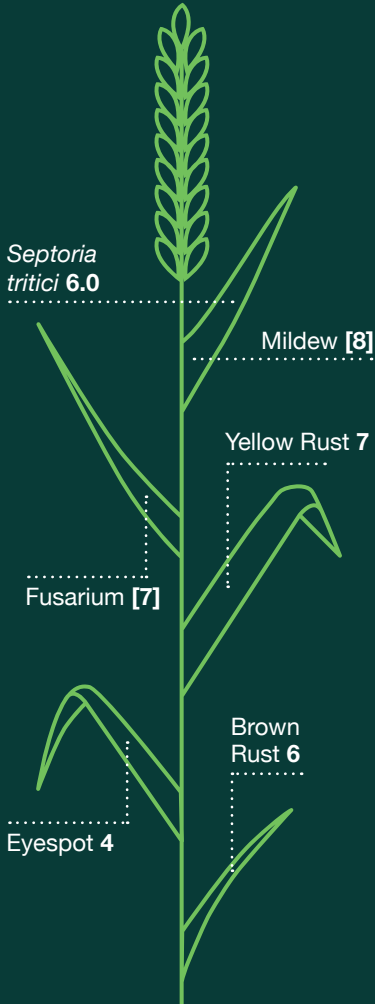 Septoria
tritici 6.0
Mildew [8]
Yellow Rust 7
Fusarium [7]
Brown
Rust 6
Eyespot 4